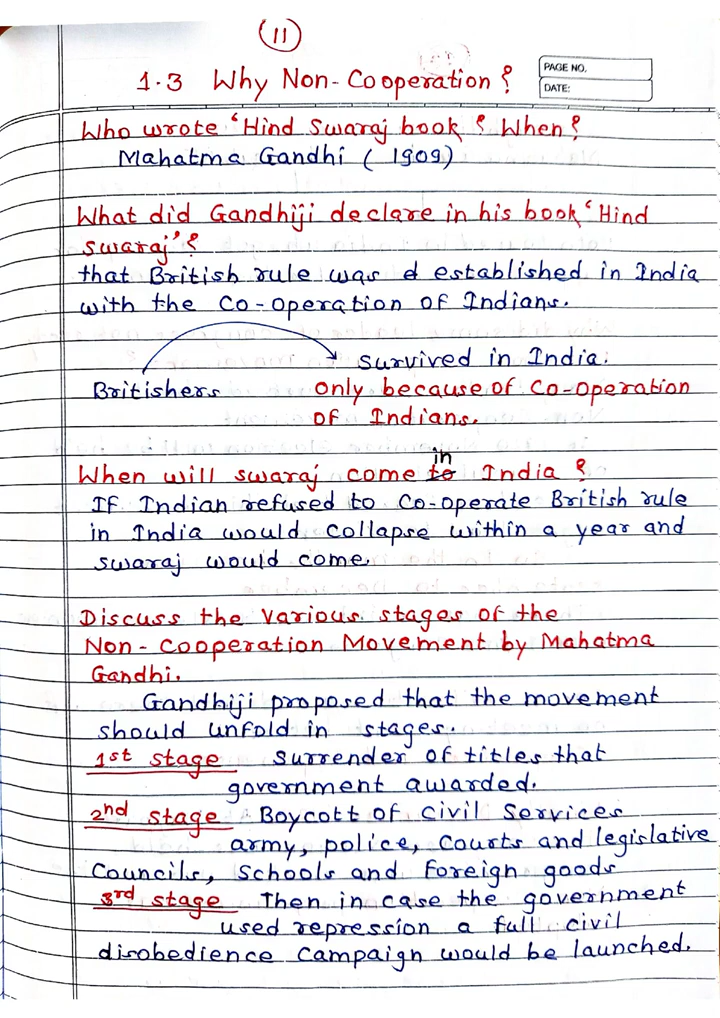 11
1.3 Why Non-Cooperation?
PAGE NO.
DATE:
Who wrote 'Hind Swaraj book? When?
Mahatma Gandhi ( 1909)
What did Gandhiji declare in his book 'Hind
Swaraj'?
that British rule was d established in India
with the Co-operation of Indians.
survived in India.
Britishers only because of Co-operation
of Indians.
in
When will swaraj come to India ?
If Indian refused to Co-operate British rule
in India would collapse within a year and
swaraj would come.
Discuss the various stages of the
Non-Cooperation Movement by Mahatma
Gandhi.
Gandhiji proposed that the movement
should unfold in stages.
1st stage Surrender of titles that
government awarded.
2nd stage Boycott of Civil Services
army, police, Courts and legislative
Councils, Schools and foreign goods
3rd stage Then in case the government
used repression a full civil
disobedience campaign would be launched.